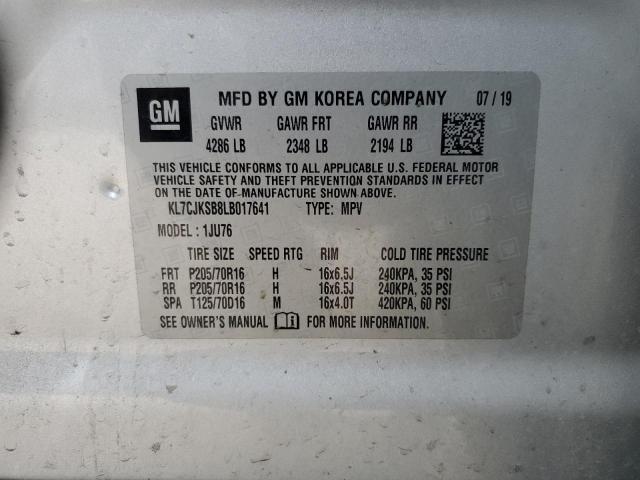 GM
MFD BY GM KOREA COMPANY 07/19
GVWR GAWR FRT GAWR RR
4286 LB 2348 LB 2194 LB
THIS VEHICLE CONFORMS TO ALL APPLICABLE U.S. FEDERAL MOTOR
VEHICLE SAFETY AND THEFT PREVENTION STANDARDS IN EFFECT
ON THE DATE OF MANUFACTURE SHOWN ABOVE.
KL7CJKSB8LB017641 TYPE: MPV
MODEL: 1JU76
TIRE SIZE SPEED RTG RIM COLD TIRE PRESSURE
FRT P205/70R16 H 16x6.5J 240KPA, 35 PSI
RR P205/70R16 H 16x6.5J 240KPA, 35 PSI
SPA T125/70D16 M 16x4.0T 420KPA, 60 PSI
SEE OWNER'S MANUAL FOR MORE INFORMATION.